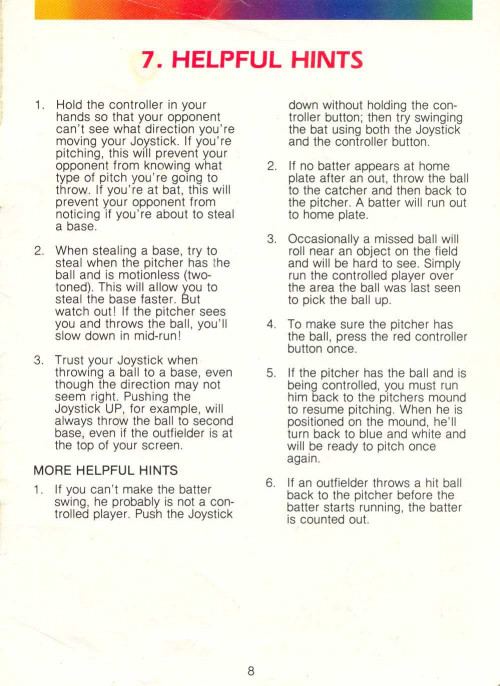 7. HELPFUL HINTS
1. Hold the controller in your
hands so that your opponent
can't see what direction you're
moving your Joystick. If you're
pitching, this will prevent your
opponent from knowing what
type of pitch you're going to
throw. If you're at bat, this will
prevent your opponent from
noticing if you're about to steal
a base.
2. When stealing a base, try to
steal when the pitcher has the
ball and is motionless (two-
toned). This will allow you to
steal the base faster. But
watch out! If the pitcher sees
you and throws the ball, you'll
slow down in mid-run!
3. Trust your Joystick when
throwing a ball to a base, even
though the direction may not
seem right. Pushing the
Joystick UP, for example, will
always throw the ball to second
base, even if the outfielder is at
the top of your screen.
MORE HELPFUL HINTS
1. If you can't make the batter
swing, he probably is not a con-
trolled player. Push the Joystick
down without holding the con-
troller button; then try swinging
the bat using both the Joystick
and the controller button.
2. If no batter appears at home
plate after an out, throw the ball
to the catcher and then back to
the pitcher. A batter will run out
to home plate.
3. Occasionally a missed ball will
roll near an object on the field
and will be hard to see. Simply
run the controlled player over
the area the ball was last seen
to pick the ball up.
4. To make sure the pitcher has
the ball, press the red controller
button once.
5. If the pitcher has the ball and is
being controlled, you must run
him back to the pitchers mound
to resume pitching. When he is
positioned on the mound, he'll
turn back to blue and white and
will be ready to pitch once
again.
6. If an outfielder throws a hit ball
back to the pitcher before the
batter starts running, the batter
is counted out.
8